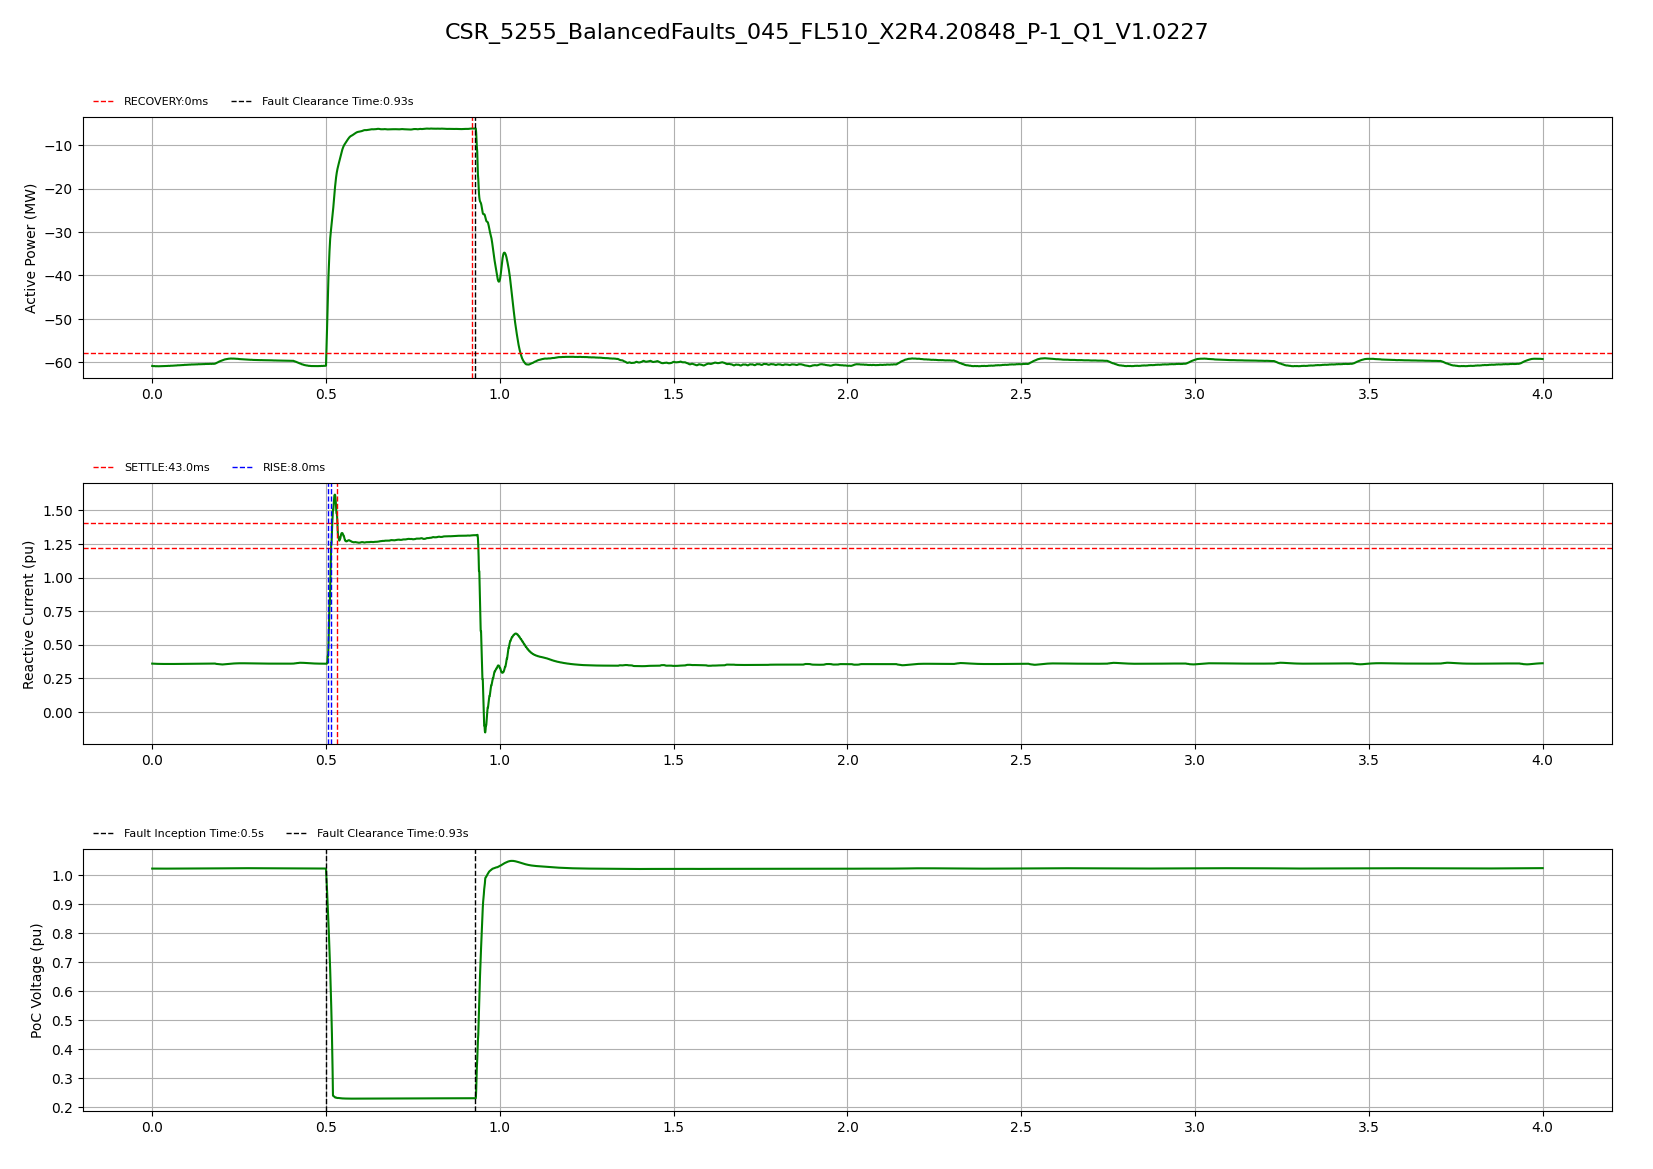 CSR_5255_BalancedFaults_045_FL510_X2R4.20848_P-1_Q1_V1.0227
RECOVERY:0ms Fault Clearance Time:0.93s
Active Power (MW)
−10
−20
−30
−40
−50
−60
0.0 0.5 1.0 1.5 2.0 2.5 3.0 3.5 4.0
SETTLE:43.0ms RISE:8.0ms
Reactive Current (pu)
1.50
1.25
1.00
0.75
0.50
0.25
0.00
0.0 0.5 1.0 1.5 2.0 2.5 3.0 3.5 4.0
Fault Inception Time:0.5s Fault Clearance Time:0.93s
PoC Voltage (pu)
1.0
0.9
0.8
0.7
0.6
0.5
0.4
0.3
0.2
0.0 0.5 1.0 1.5 2.0 2.5 3.0 3.5 4.0